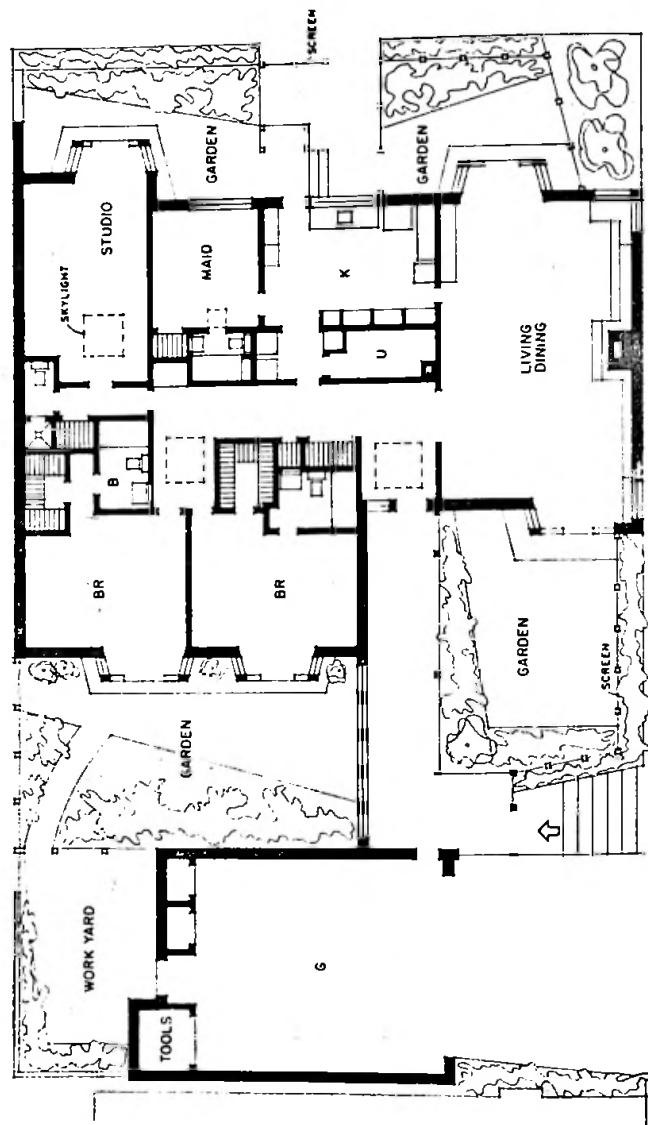 SCREEN
GARDEN
GARDEN
STUDIO
SKYLIGHT
MAID
K
U
LIVING
DINING
B
BR
BR
GARDEN
GARDEN
SCREEN
WORK YARD
TOOLS
G